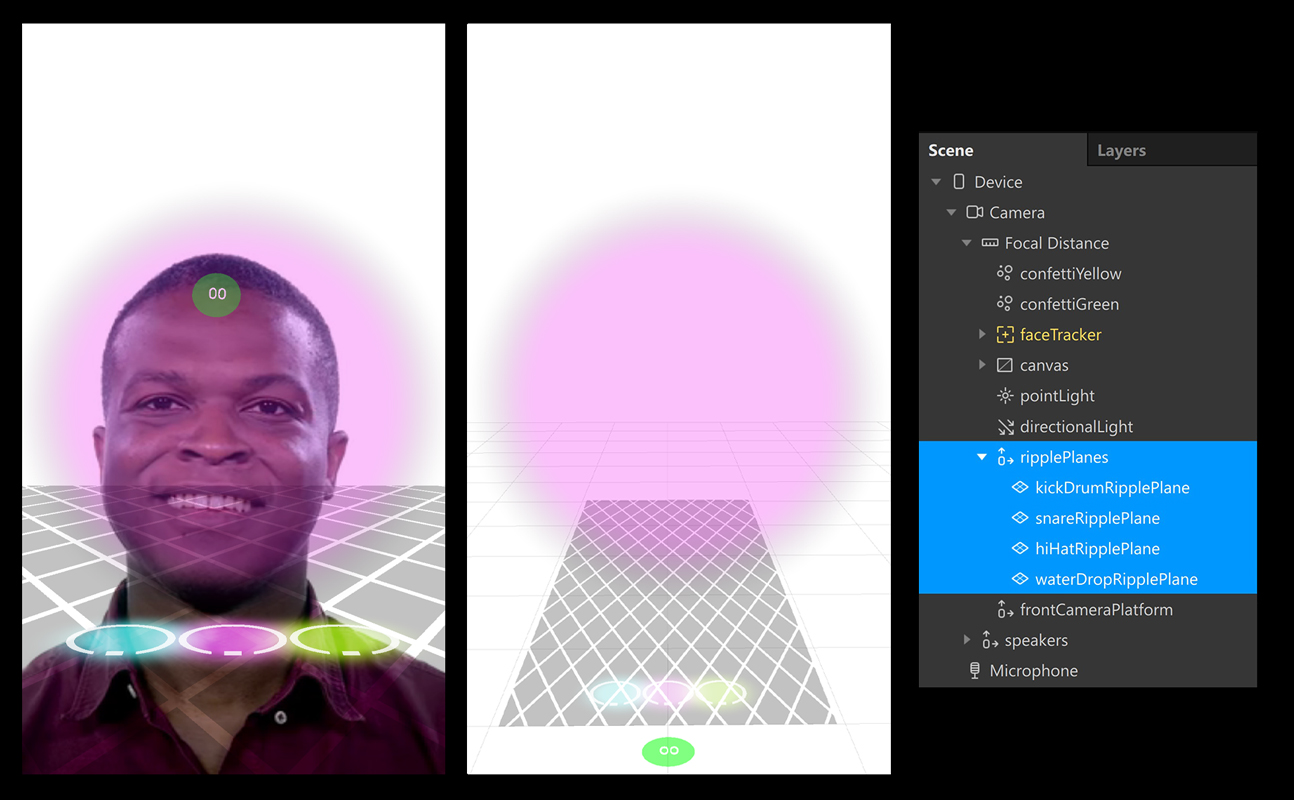 00
00
Scene
Layers
Device
Camera
Focal Distance
confettiYellow
confettiGreen
faceTracker
canvas
pointLight
directionalLight
ripplePlanes
kickDrumRipplePlane
snareRipplePlane
hiHatRipplePlane
waterDropRipplePlane
frontCameraPlatform
speakers
Microphone